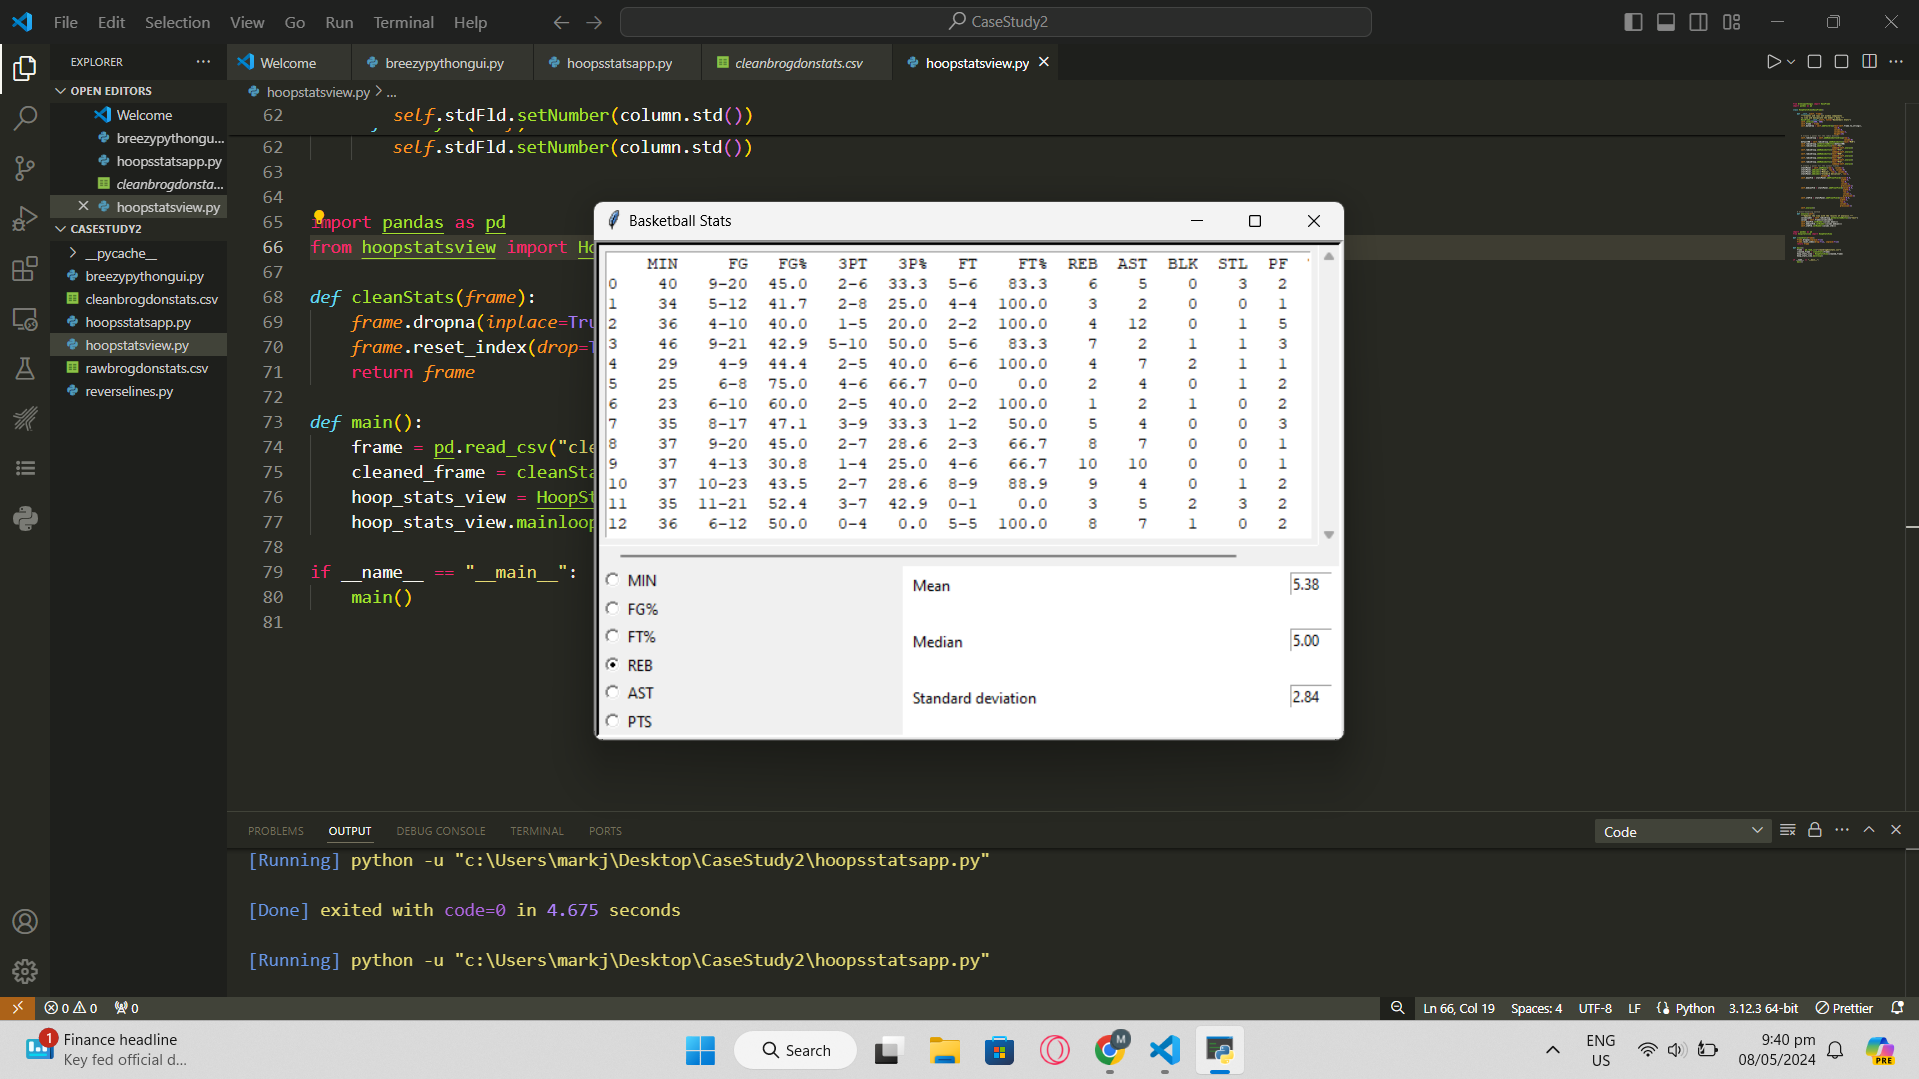 File Edit Selection View Go Run Terminal Help
CaseStudy2
EXPLORER
Welcome
breezypythongui.py
hoopsstatsapp.py
cleanbrogdonstats.csv
hoopstatsview.py
OPEN EDITORS
Welcome
breezypythongu...
hoopsstatsapp.py
cleanbrogdonsta...
hoopstatsview.py
CASESTUDY2
__pycache__
breezypythongui.py
cleanbrogdonstats.csv
hoopsstatsapp.py
hoopstatsview.py
rawbrogdonstats.csv
reverselines.py
hoopstatsview.py > ...
62 self.stdFld.setNumber(column.std())
62 self.stdFld.setNumber(column.std())
63
64
65 import pandas as pd
66 from hoopstatsview import Ho
67
68 def cleanStats(frame):
69 frame.dropna(inplace=Tru
70 frame.reset_index(drop=T
71 return frame
72
73 def main():
74 frame = pd.read_csv("cle
75 cleaned_frame = cleanSta
76 hoop_stats_view = HoopSt
77 hoop_stats_view.mainloop
78
79 if __name__ == "__main__":
80 main()
81
Basketball Stats
MIN FG FG% 3PT 3P% FT FT% REB AST BLK STL PF
0 40 9-20 45.0 2-6 33.3 5-6 83.3 6 5 0 3 2
1 34 5-12 41.7 2-8 25.0 4-4 100.0 3 2 0 0 1
2 36 4-10 40.0 1-5 20.0 2-2 100.0 4 12 0 1 5
3 46 9-21 42.9 5-10 50.0 5-6 83.3 7 2 1 1 3
4 29 4-9 44.4 2-5 40.0 6-6 100.0 4 7 2 1 1
5 25 6-8 75.0 4-6 66.7 0-0 0.0 2 4 0 1 2
6 23 6-10 60.0 2-5 40.0 2-2 100.0 1 2 1 0 2
7 35 8-17 47.1 3-9 33.3 1-2 50.0 5 4 0 0 3
8 37 9-20 45.0 2-7 28.6 2-3 66.7 8 7 0 0 1
9 37 4-13 30.8 1-4 25.0 4-6 66.7 10 10 0 0 1
10 37 10-23 43.5 2-7 28.6 8-9 88.9 9 4 0 1 2
11 35 11-21 52.4 3-7 42.9 0-1 0.0 3 5 2 3 2
12 36 6-12 50.0 0-4 0.0 5-5 100.0 8 7 1 0 2
MIN
FG%
FT%
REB
AST
PTS
Mean 5.38
Median 5.00
Standard deviation 2.84
PROBLEMS OUTPUT DEBUG CONSOLE TERMINAL PORTS
Code
[Running] python -u "c:\Users\markj\Desktop\CaseStudy2\hoopsstatsapp.py"
[Done] exited with code=0 in 4.675 seconds
[Running] python -u "c:\Users\markj\Desktop\CaseStudy2\hoopsstatsapp.py"
0 0 0
Ln 66, Col 19 Spaces: 4 UTF-8 LF Python 3.12.3 64-bit Prettier
1
Finance headline
Key fed official d...
Search
M
ENG
US
9:40 pm
08/05/2024
PRE